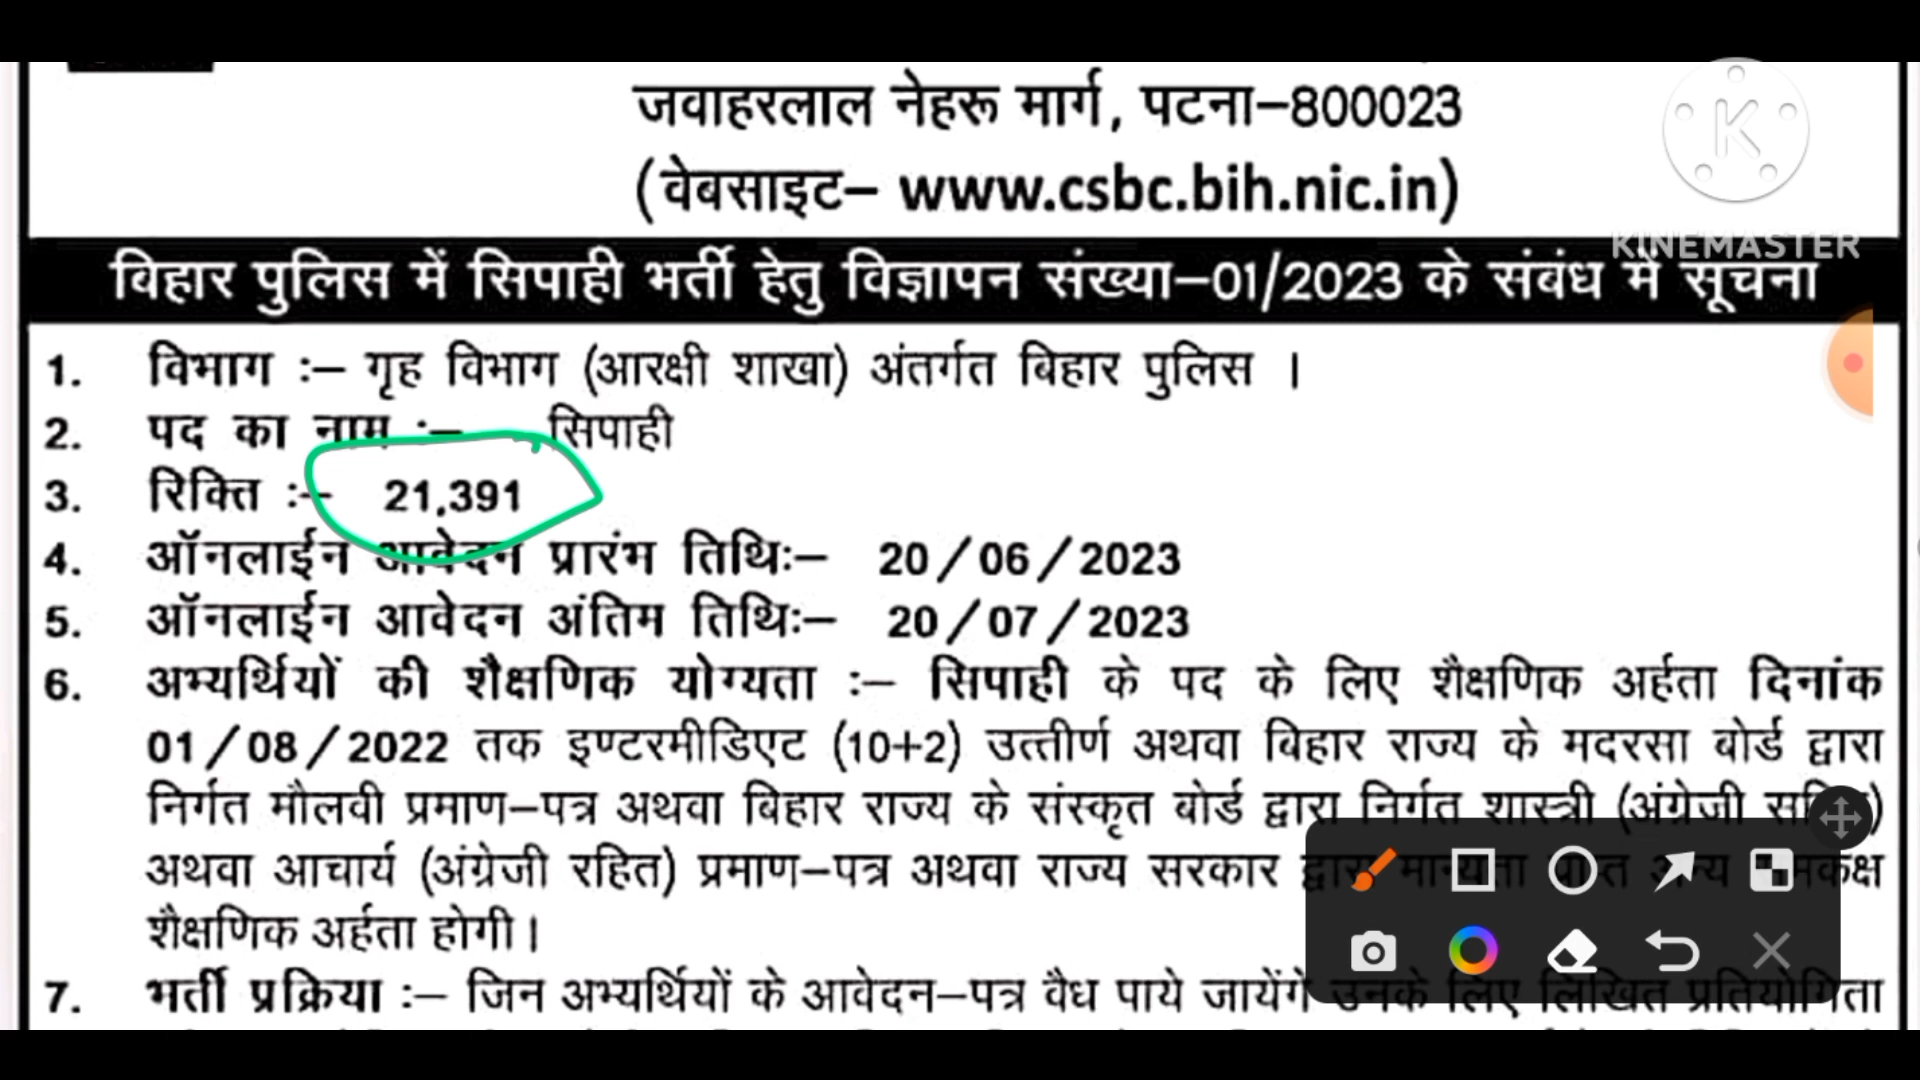 जवाहरलाल नेहरू मार्ग, पटना–800023
(वेबसाइट– www.csbc.bih.nic.in)
KINEMASTER
बिहार पुलिस में सिपाही भर्ती हेतु विज्ञापन संख्या–01/2023 के संबंध में सूचना
1. विभाग :– गृह विभाग (आरक्षी शाखा) अंतर्गत बिहार पुलिस ।
2. पद का नाम :– सिपाही
3. रिक्ति :– 21,391
4. ऑनलाईन आवेदन प्रारंभ तिथिः– 20/06/2023
5. ऑनलाईन आवेदन अंतिम तिथिः– 20/07/2023
6. अभ्यर्थियों की शैक्षणिक योग्यता :– सिपाही के पद के लिए शैक्षणिक अर्हता दिनांक
01/08/2022 तक इण्टरमीडिएट (10+2) उत्तीर्ण अथवा बिहार राज्य के मदरसा बोर्ड द्वारा
निर्गत मौलवी प्रमाण–पत्र अथवा बिहार राज्य के संस्कृत बोर्ड द्वारा निर्गत शास्त्री (अंग्रेजी
अथवा आचार्य (अंग्रेजी रहित) प्रमाण–पत्र अथवा राज्य सरकार द्वारा मान्यता प्राप्त अन्य
शैक्षणिक अर्हता होगी।
7. भर्ती प्रक्रिया :– जिन अभ्यर्थियों के आवेदन–पत्र वैध पाये जायेंगे उनके लिए लिखित प्रतियोगिता